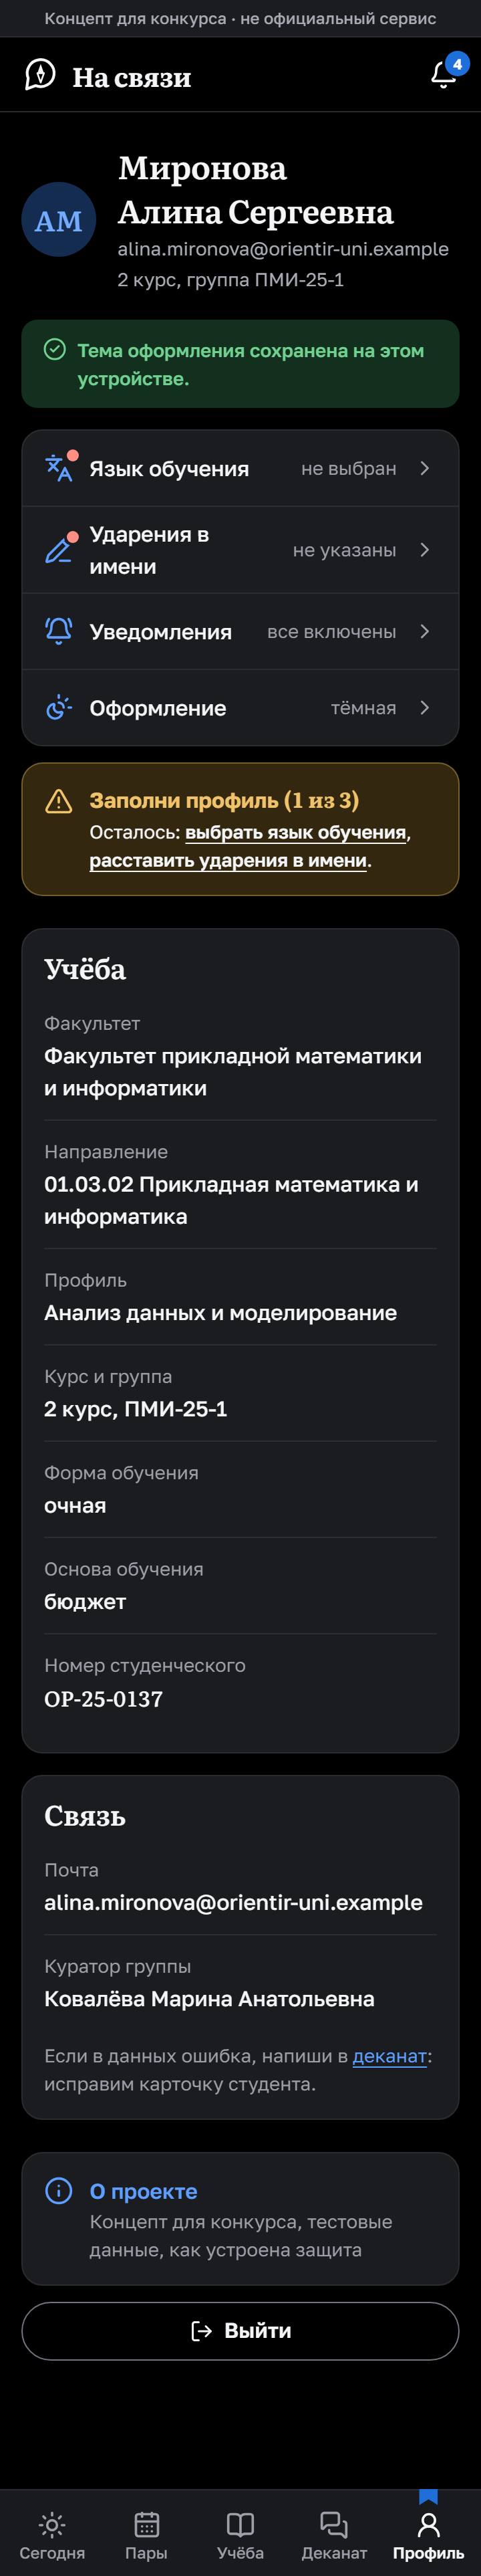 Концепт для конкурса · не официальный сервис
На связи
4
АМ
Миронова
Алина Сергеевна
alina.mironova@orientir-uni.example
2 курс, группа ПМИ-25-1
Тема оформления сохранена на этом
устройстве.
Язык обучения
не выбран
Ударения в
имени
не указаны
Уведомления
все включены
Оформление
тёмная
Заполни профиль (1 из 3)
Осталось: выбрать язык обучения,
расставить ударения в имени.
Учёба
Факультет
Факультет прикладной математики
и информатики
Направление
01.03.02 Прикладная математика и
информатика
Профиль
Анализ данных и моделирование
Курс и группа
2 курс, ПМИ-25-1
Форма обучения
очная
Основа обучения
бюджет
Номер студенческого
ОР-25-0137
Связь
Почта
alina.mironova@orientir-uni.example
Куратор группы
Ковалёва Марина Анатольевна
Если в данных ошибка, напиши в деканат:
исправим карточку студента.
О проекте
Концепт для конкурса, тестовые
данные, как устроена защита
Выйти
Сегодня
Пары
Учёба
Деканат
Профиль